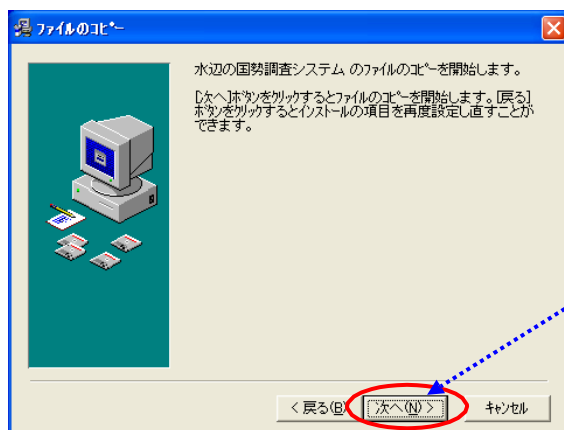 ファイルのコピー
水辺の国勢調査システム のファイルのコピーを開始します。
[次へ]ボタンをクリックするとファイルのコピーを開始します。[戻る]
ボタンをクリックするとインストールの項目を再度設定し直すことが
できます。
< 戻る(B)
次へ(N) >
キャンセル